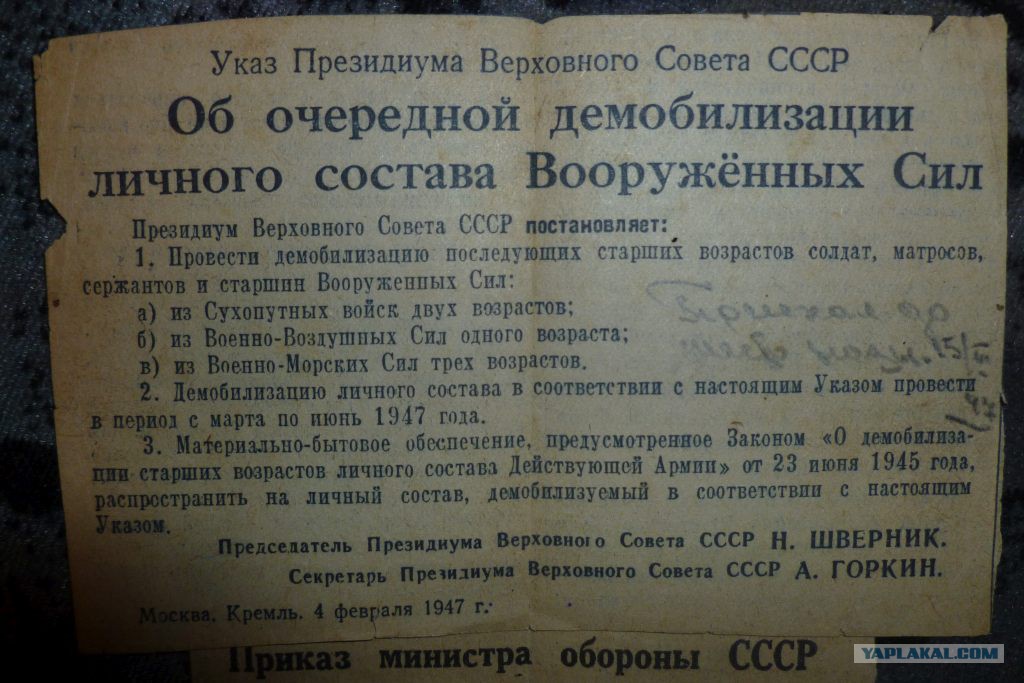 Указ Президиума Верховного Совета СССР
Об очередной демобилизации
личного состава Вооружённых Сил
Президиум Верховного Совета СССР постановляет:
1. Провести демобилизацию последующих старших возрастов солдат, матросов,
сержантов и старшин Вооруженных Сил:
а) из Сухопутных войск двух возрастов;
б) из Военно-Воздушных Сил одного возраста;
в) из Военно-Морских Сил трех возрастов.
2. Демобилизацию личного состава в соответствии с настоящим Указом провести
в период с марта по июнь 1947 года.
3. Материально-бытовое обеспечение, предусмотренное Законом «О демобилиза-
ции старших возрастов личного состава Действующей Армии» от 23 июня 1945 года,
распространить на личный состав, демобилизуемый в соответствии с настоящим
Указом.
Председатель Президиума Верховного Совета СССР Н. ШВЕРНИК.
Секретарь Президиума Верховного Совета СССР А. ГОРКИН.
Москва, Кремль. 4 февраля 1947 г.
Приказ министра обороны СССР
YAPLAKAL.COM